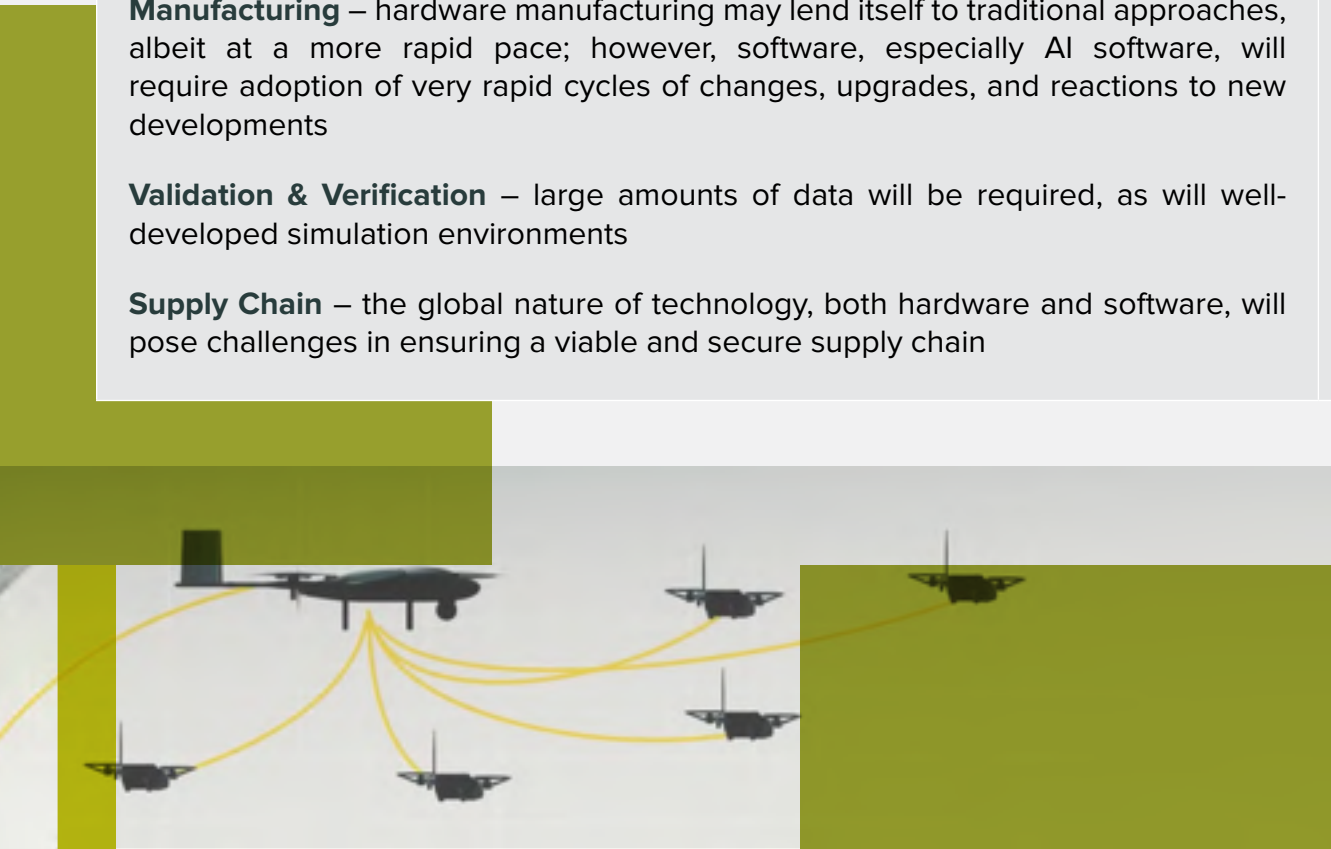 Manufacturing – hardware manufacturing may lend itself to traditional approaches,
albeit at a more rapid pace; however, software, especially AI software, will
require adoption of very rapid cycles of changes, upgrades, and reactions to new
developments
Validation & Verification – large amounts of data will be required, as will well-
developed simulation environments
Supply Chain – the global nature of technology, both hardware and software, will
pose challenges in ensuring a viable and secure supply chain